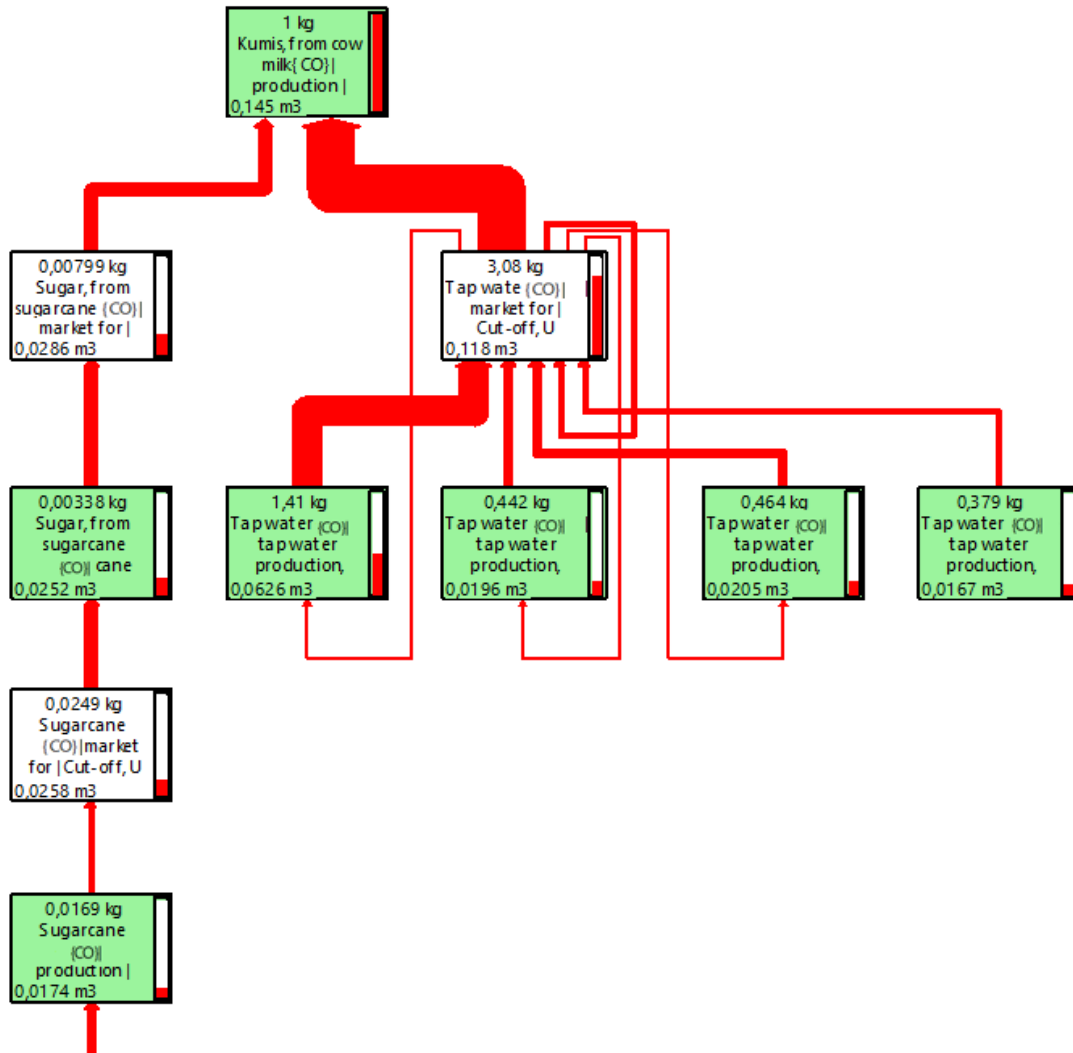 1 kg
Kumis, from cow
milk{CO}|
production |
0,145 m3
0,00799 kg
Sugar, from
sugarcane {CO}|
market for |
0,0286 m3
3,08 kg
Tap wate {CO}|
market for |
Cut-off, U
0,118 m3
0,00338 kg
Sugar, from
sugarcane
{CO}| cane
0,0252 m3
1,41 kg
Tap water {CO}|
tap water
production,
0,0626 m3
0,442 kg
Tap water {CO}|
tap water
production,
0,0196 m3
0,464 kg
Tap water {CO}|
tap water
production,
0,0205 m3
0,379 kg
Tap water {CO}|
tap water
production,
0,0167 m3
0,0249 kg
Sugarcane
{CO}|market
for | Cut-off, U
0,0258 m3
0,0169 kg
Sugarcane
{CO}|
production |
0,0174 m3